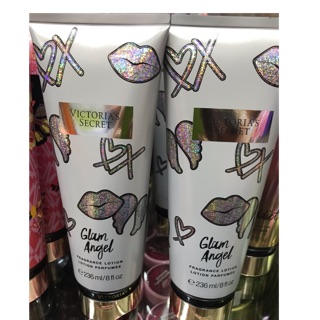 VICTORIA'S
SECRET
Glam
Angel
FRAGRANCE LOTION
LOTION PARFUMÉE
℮ 236 ml/8 fl oz
VICTORIA'S
SECRET
Glam
Angel
FRAGRANCE LOTION
LOTION PARFUMÉE
℮ 236 ml/8 fl oz